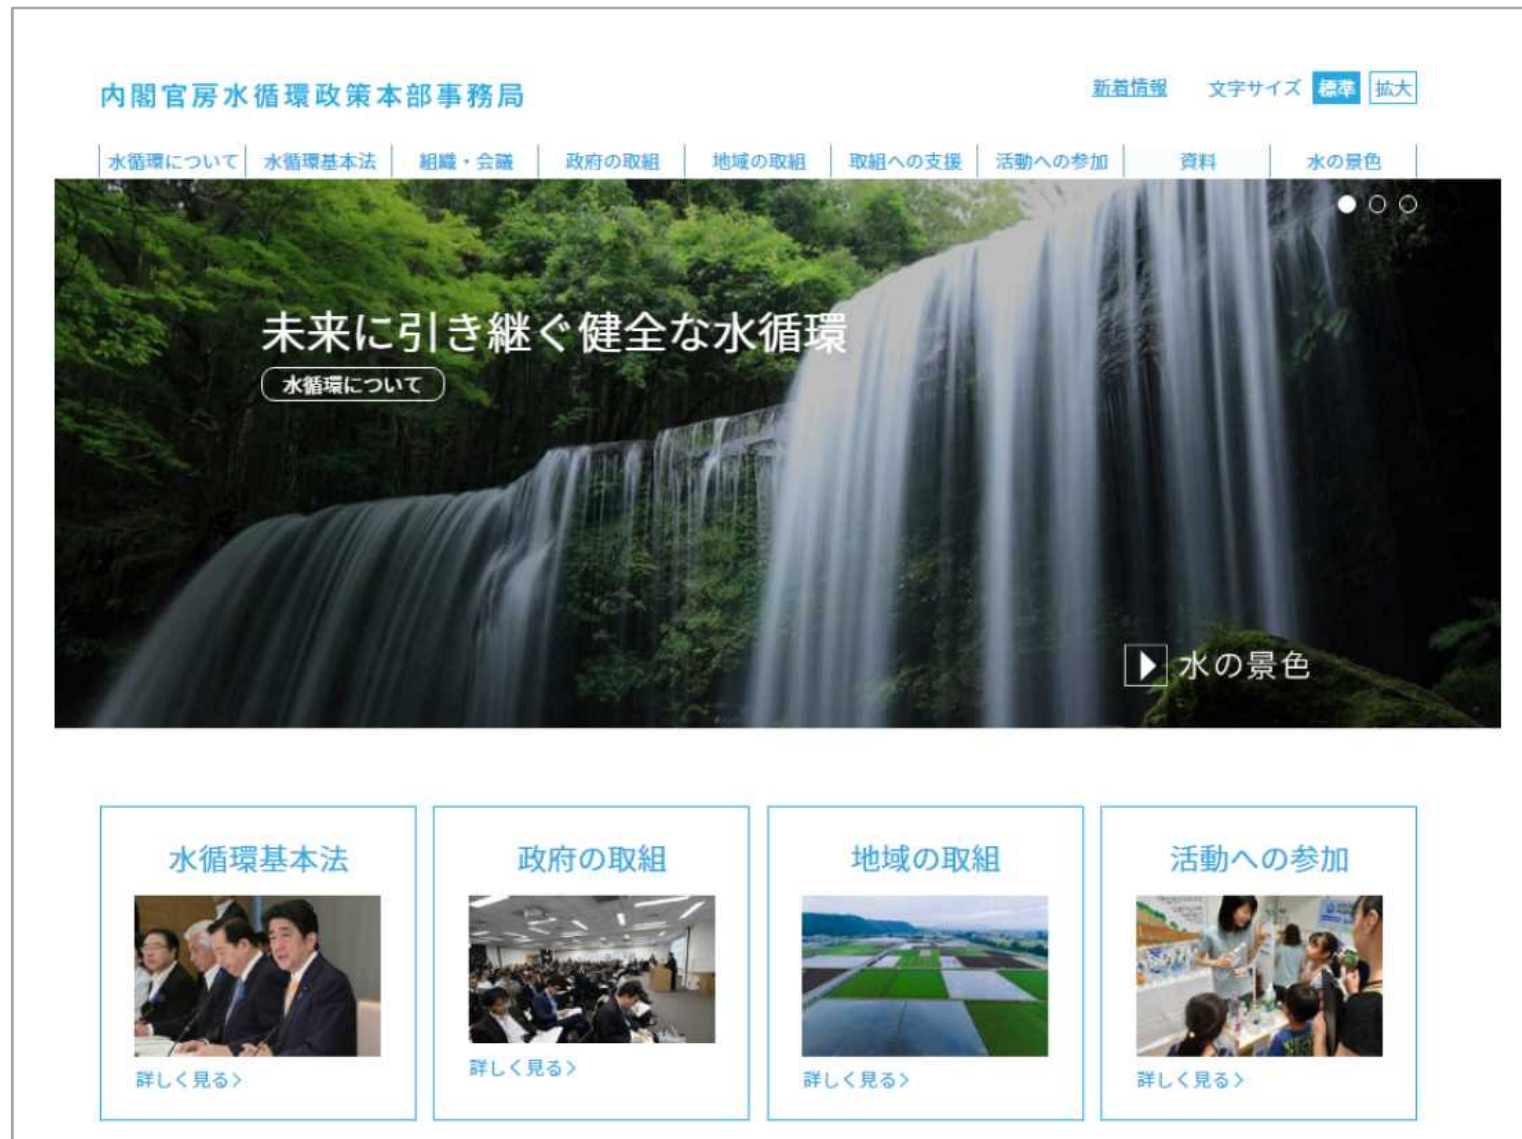 内閣官房水循環政策本部事務局
新着情報 文字サイズ 標準 拡大
水循環について 水循環基本法 組織・会議 政府の取組 地域の取組 取組への支援 活動への参加 資料 水の景色
未来に引き継ぐ健全な水循環
水循環について
水の景色
水循環基本法 政府の取組 地域の取組 活動への参加
詳しく見る> 詳しく見る> 詳しく見る> 詳しく見る>